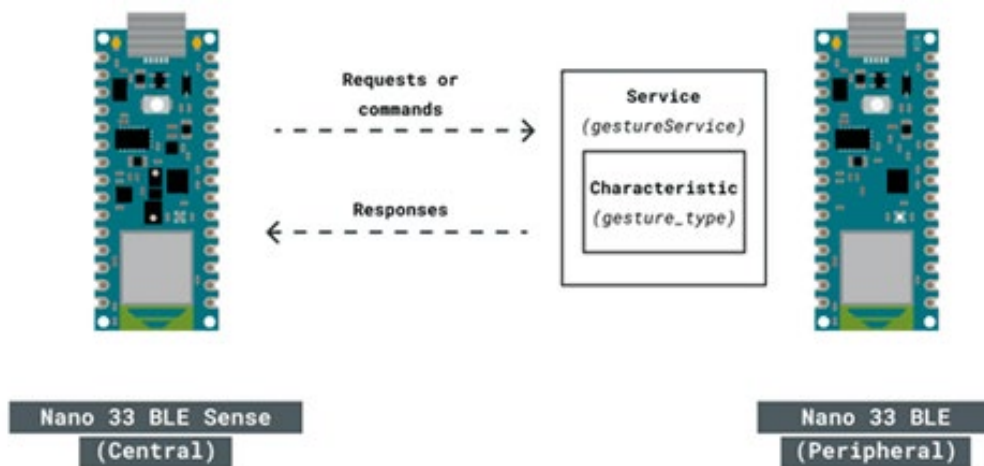 Requests or
commands
Responses
Service
(gestureService)
Characteristic
(gesture_type)
Nano 33 BLE Sense
(Central)
Nano 33 BLE
(Peripheral)